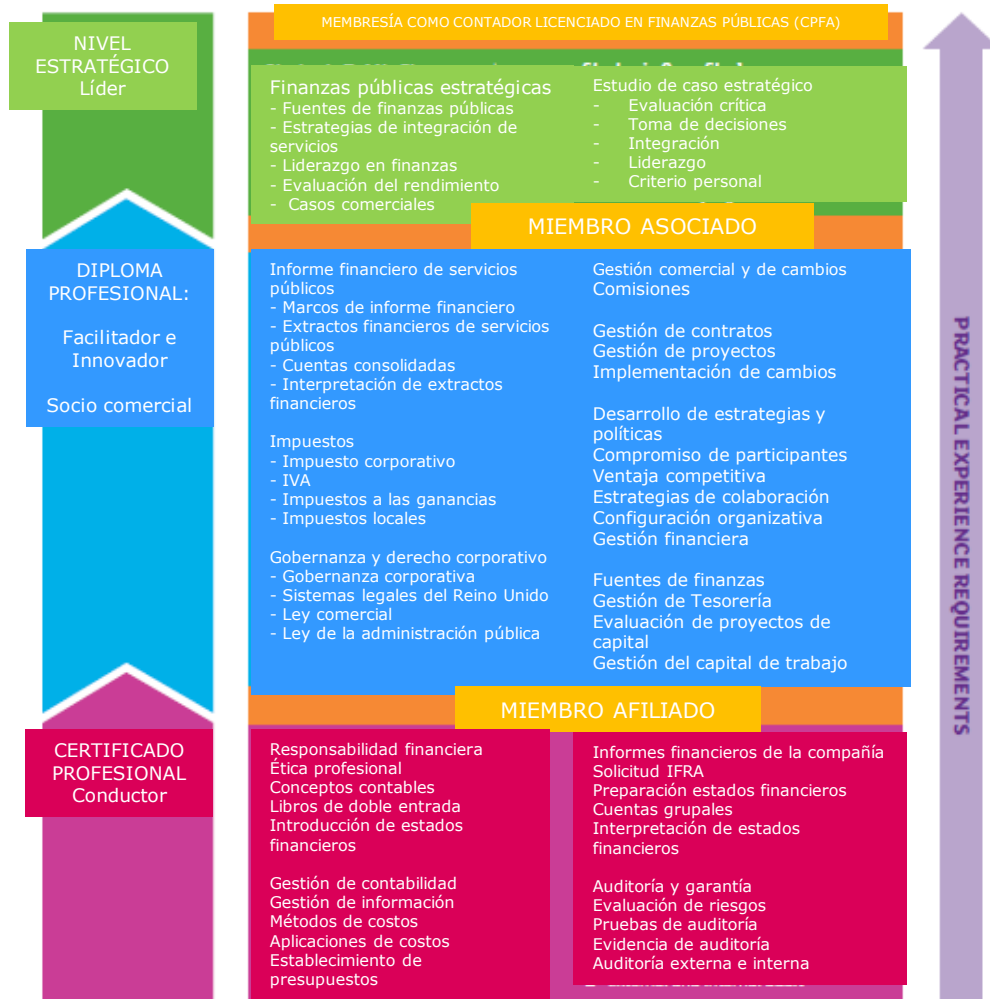 MEMBRESÍA COMO CONTADOR LICENCIADO EN FINANZAS PÚBLICAS (CPFA)
NIVEL
ESTRATÉGICO
Líder
Finanzas públicas estratégicas
- Fuentes de finanzas públicas
- Estrategias de integración de
servicios
- Liderazgo en finanzas
- Evaluación del rendimiento
- Casos comerciales
Estudio de caso estratégico
- Evaluación crítica
- Toma de decisiones
- Integración
- Liderazgo
- Criterio personal
MIEMBRO ASOCIADO
DIPLOMA
PROFESIONAL:
Facilitador e
Innovador
Socio comercial
Informe financiero de servicios
públicos
- Marcos de informe financiero
- Extractos financieros de servicios
públicos
- Cuentas consolidadas
- Interpretación de extractos
financieros
Impuestos
- Impuesto corporativo
- IVA
- Impuestos a las ganancias
- Impuestos locales
Gobernanza y derecho corporativo
- Gobernanza corporativa
- Sistemas legales del Reino Unido
- Ley comercial
- Ley de la administración pública
Gestión comercial y de cambios
Comisiones
Gestión de contratos
Gestión de proyectos
Implementación de cambios
Desarrollo de estrategias y
políticas
Compromiso de participantes
Ventaja competitiva
Estrategias de colaboración
Configuración organizativa
Gestión financiera
Fuentes de finanzas
Gestión de Tesorería
Evaluación de proyectos de
capital
Gestión del capital de trabajo
MIEMBRO AFILIADO
CERTIFICADO
PROFESIONAL
Conductor
Responsabilidad financiera
Ética profesional
Conceptos contables
Libros de doble entrada
Introducción de estados
financieros
Gestión de contabilidad
Gestión de información
Métodos de costos
Aplicaciones de costos
Establecimiento de
presupuestos
Informes financieros de la compañía
Solicitud IFRA
Preparación estados financieros
Cuentas grupales
Interpretación de estados
financieros
Auditoría y garantía
Evaluación de riesgos
Pruebas de auditoría
Evidencia de auditoría
Auditoría externa e interna
PRACTICAL EXPERIENCE REQUIREMENTS